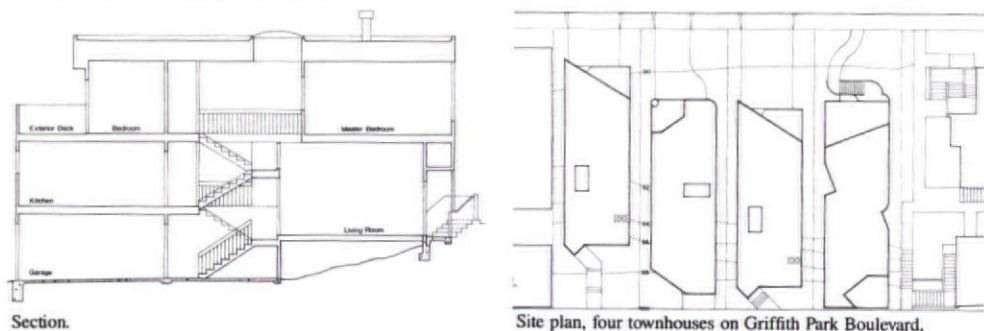 Exterior Deck
Bedroom
Master Bedroom
Kitchen
Living Room
Garage
Section.
Site plan, four townhouses on Griffith Park Boulevard.